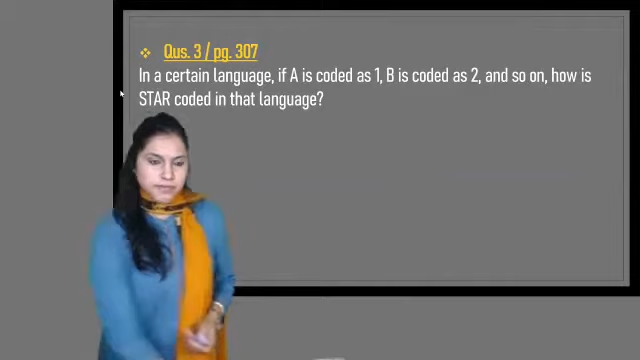 ❖ Qus. 3 / pg. 307
In a certain language, if A is coded as 1, B is coded as 2, and so on, how is
STAR coded in that language?